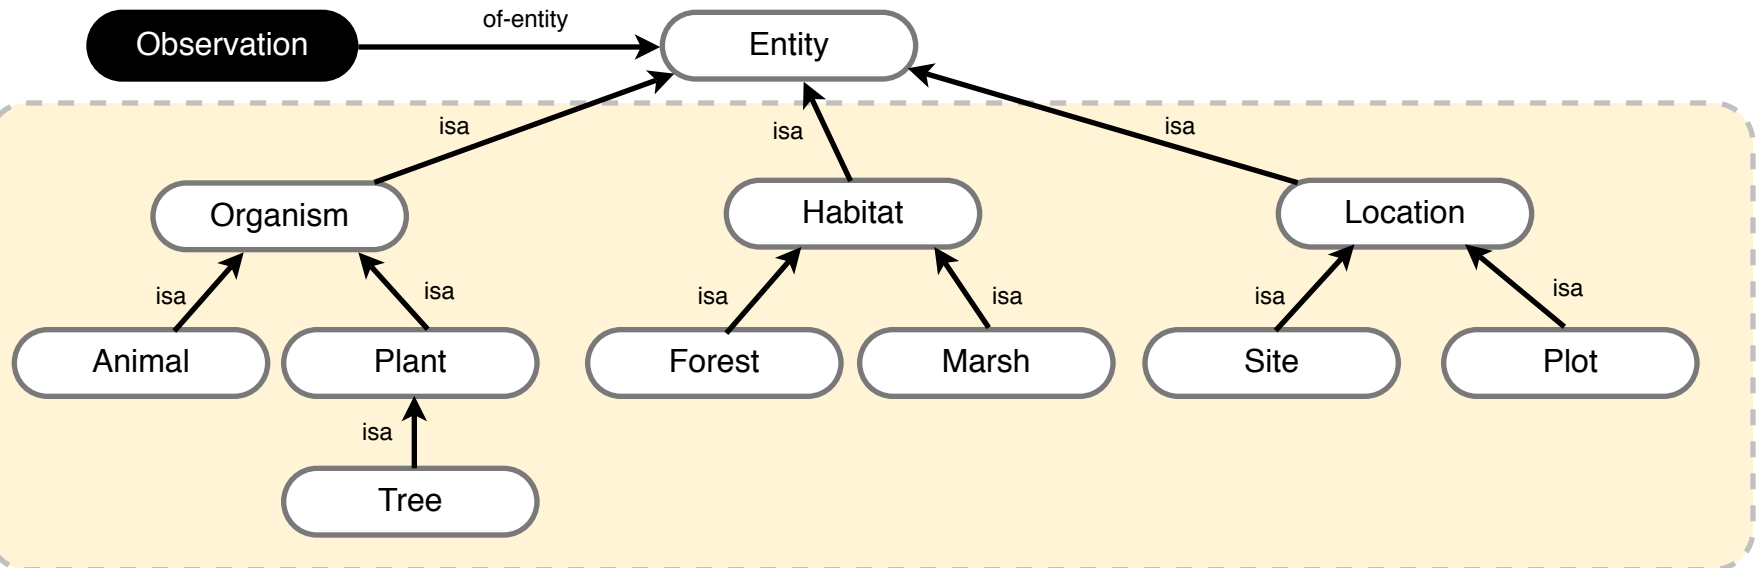 of-entity
Observation
Entity
isa
isa
isa
Organism
Habitat
Location
isa
isa
isa
isa
isa
isa
Animal
Plant
Forest
Marsh
Site
Plot
isa
Tree